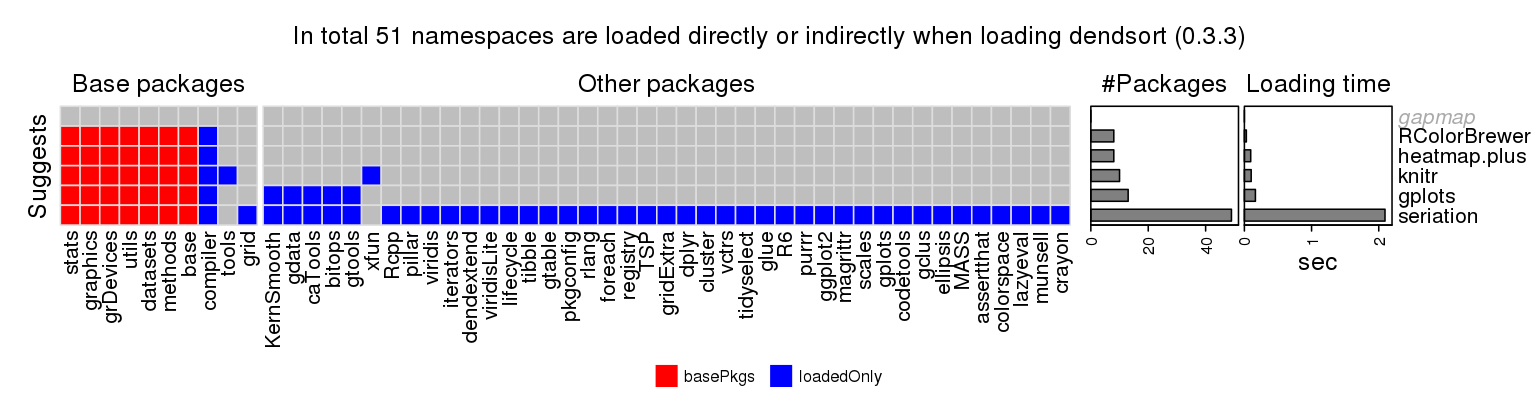 In total 51 namespaces are loaded directly or indirectly when loading dendsort (0.3.3)
Base packages
Other packages
#Packages
Loading time
Suggests
gapmap
RColorBrewer
heatmap.plus
knitr
gplots
seriation
stats
graphics
grDevices
utils
datasets
methods
base
compiler
tools
grid
KernSmooth
gdata
caTools
bitops
gtools
xfun
Rcpp
pillar
viridis
iterators
dendextend
viridisLite
lifecycle
tibble
gtable
pkgconfig
rlang
foreach
registry
TSP
gridExtra
dplyr
cluster
vctrs
tidyselect
glue
R6
purrr
ggplot2
magrittr
scales
gplots
codetools
gclus
ellipsis
MASS
assertthat
colorspace
lazyeval
munsell
crayon
0 20 40
0 1 2
sec
basePkgs
loadedOnly